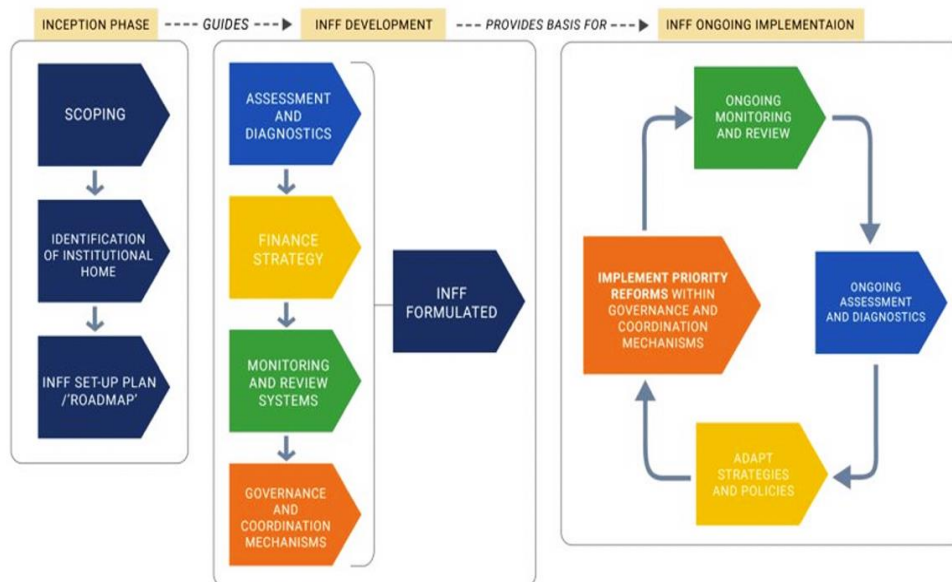 INCEPTION PHASE
GUIDES
INFF DEVELOPMENT
PROVIDES BASIS FOR
INFF ONGOING IMPLEMENTAION
SCOPING
IDENTIFICATION
OF INSTITUTIONAL
HOME
INFF SET-UP PLAN
/'ROADMAP'
ASSESSMENT
AND
DIAGNOSTICS
FINANCE
STRATEGY
MONITORING
AND REVIEW
SYSTEMS
GOVERNANCE
AND
COORDINATION
MECHANISMS
INFF
FORMULATED
ONGOING
MONITORING
AND REVIEW
IMPLEMENT PRIORITY
REFORMS WITHIN
GOVERNANCE AND
COORDINATION
MECHANISMS
ONGOING
ASSESSMENT
AND DIAGNOSTICS
ADAPT
STRATEGIES
AND POLICIES